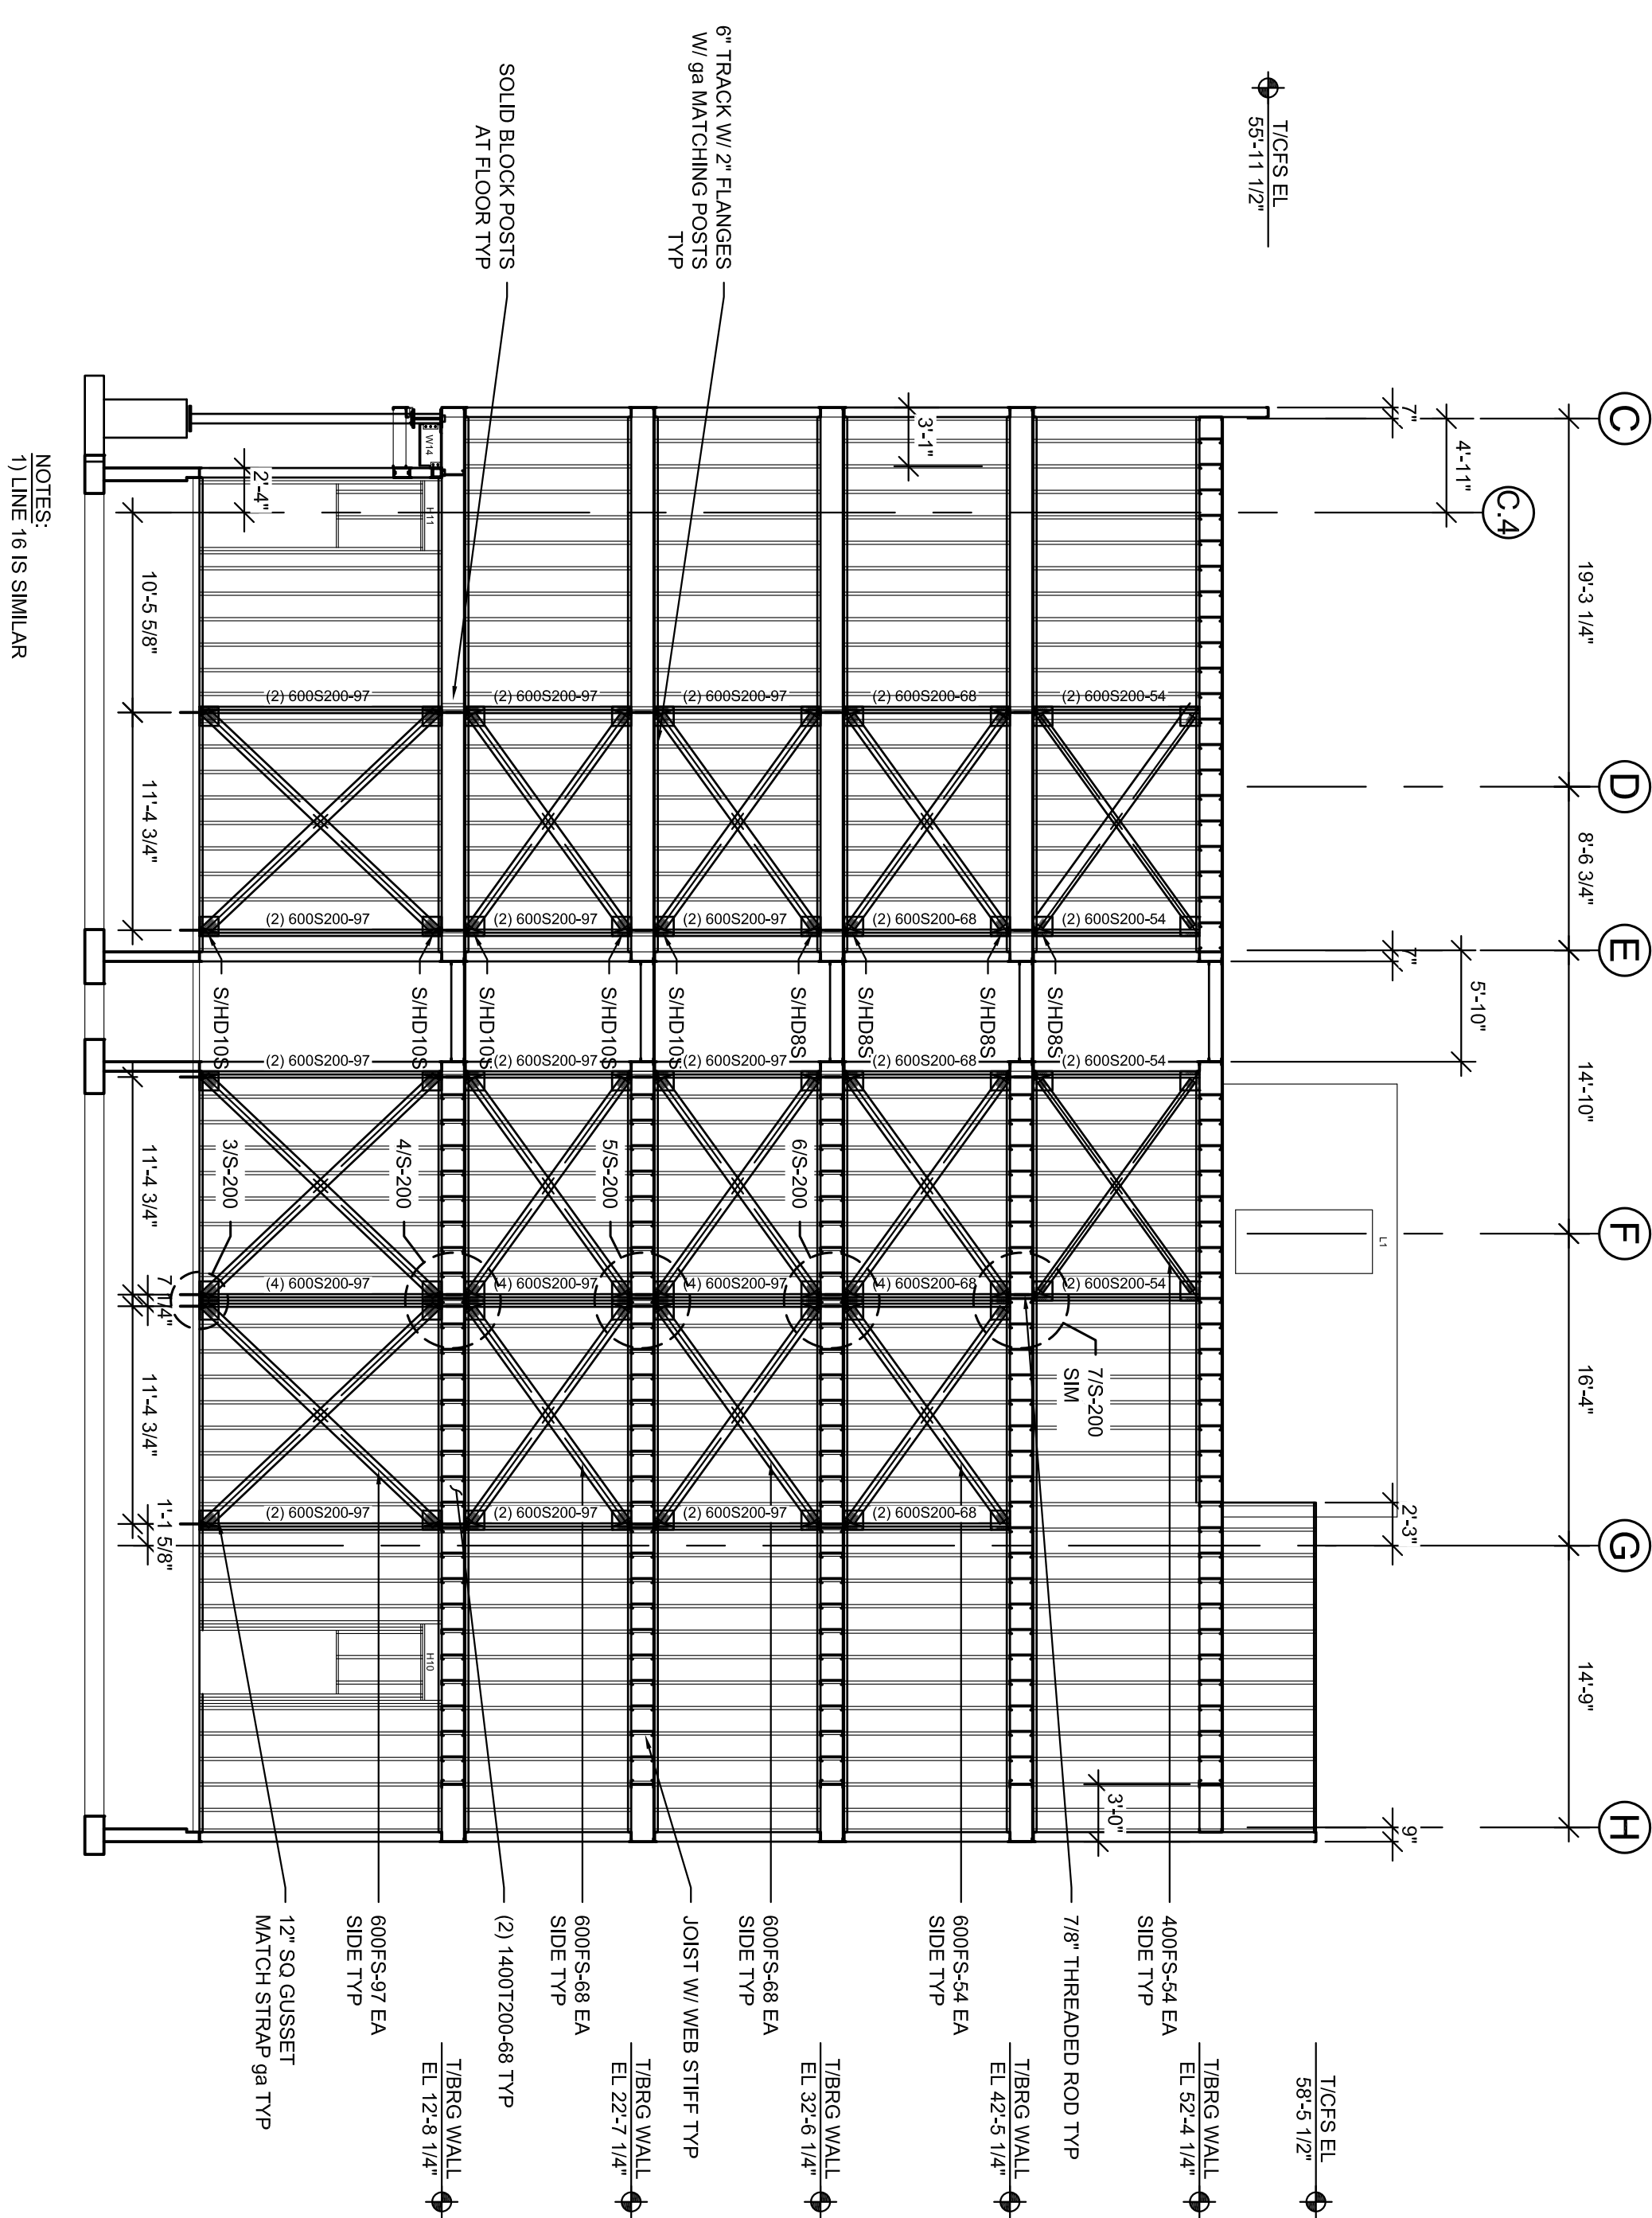 C
C.4
D
E
F
G
H
19'-3 1/4"
8'-6 3/4"
14'-10"
16'-4"
14'-9"
4'-11"
5'-10"
7"
7"
2'-3"
9"
T/CFS EL
55'-11 1/2"
L1
T/CFS EL
58'-5 1/2"
T/BRG WALL
EL 52'-4 1/4"
T/BRG WALL
EL 42'-5 1/4"
T/BRG WALL
EL 32'-6 1/4"
T/BRG WALL
EL 22'-7 1/4"
T/BRG WALL
EL 12'-8 1/4"
400FS-54 EA
SIDE TYP
7/8" THREADED ROD TYP
600FS-54 EA
SIDE TYP
600FS-68 EA
SIDE TYP
JOIST W/ WEB STIFF TYP
600FS-68 EA
SIDE TYP
(2) 1400T200-68 TYP
600FS-97 EA
SIDE TYP
12" SQ GUSSET
MATCH STRAP ga TYP
6" TRACK W/ 2" FLANGES
W/ ga MATCHING POSTS
TYP
SOLID BLOCK POSTS
AT FLOOR TYP
3'-1"
3'-0"
(2) 600S200-54
(2) 600S200-54
(2) 600S200-54
(2) 600S200-54
S/HD8S
7/S-200
SIM
S/HD8S
(2) 600S200-68
(2) 600S200-68
(2) 600S200-68
(4) 600S200-68
(2) 600S200-68
S/HD8S
6/S-200
S/HD8S
(2) 600S200-97
(2) 600S200-97
(2) 600S200-97
(4) 600S200-97
(2) 600S200-97
S/HD10S
5/S-200
S/HD10S
(2) 600S200-97
(2) 600S200-97
(2) 600S200-97
(4) 600S200-97
(2) 600S200-97
S/HD10S
4/S-200
S/HD10S
W14
H11
H10
(2) 600S200-97
(2) 600S200-97
(2) 600S200-97
(4) 600S200-97
(2) 600S200-97
S/HD10S
3/S-200
2'-4"
10'-5 5/8"
11'-4 3/4"
11'-4 3/4"
7 1/4"
11'-4 3/4"
1'-1 5/8"
NOTES:
1) LINE 16 IS SIMILAR